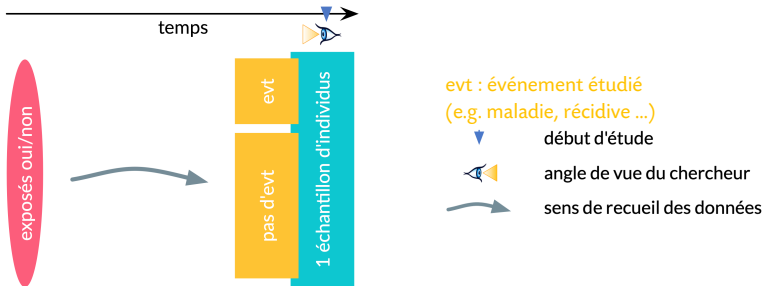 temps
exposés oui/non
evt
pas d'evt
1 échantillon d'individus
evt : événement étudié
(e.g. maladie, récidive ...)
début d'étude
angle de vue du chercheur
sens de recueil des données